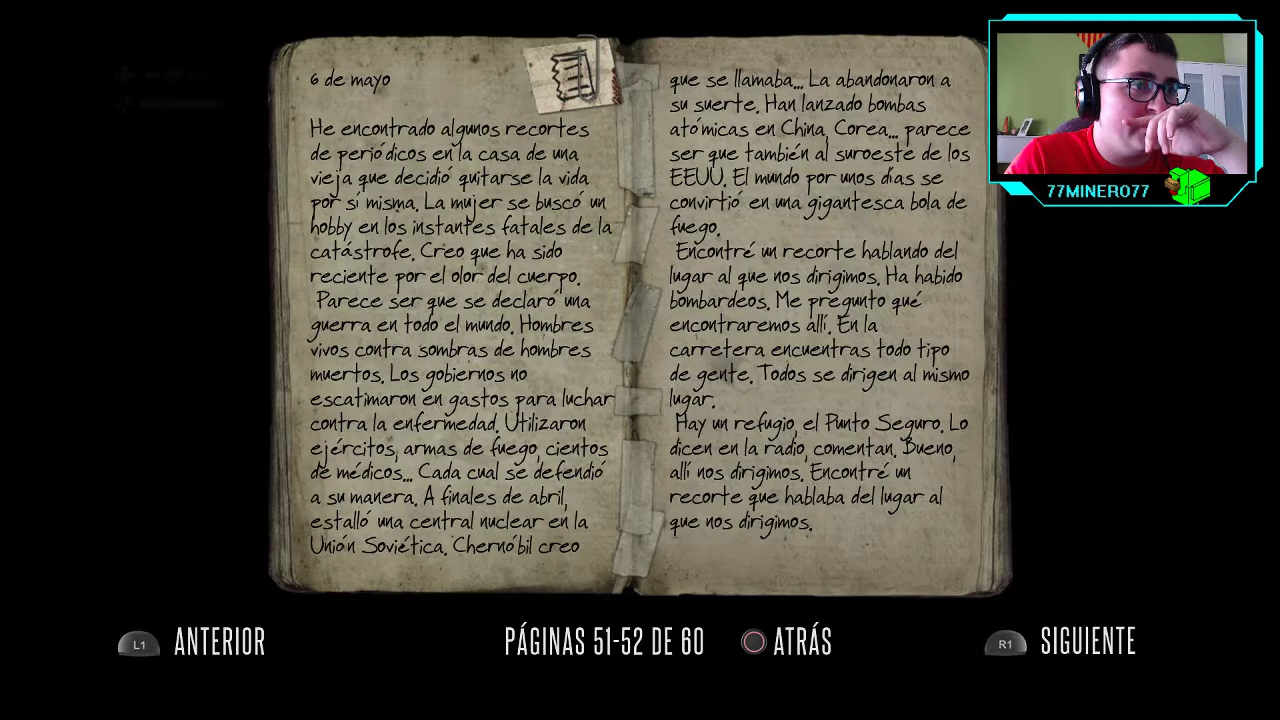 6 de mayo
He encontrado algunos recortes
de periódicos en la casa de una
vieja que decidió quitarse la vida
por sí misma. La mujer se buscó un
hobby en los instantes fatales de la
catástrofe. Creo que ha sido
reciente por el olor del cuerpo.
Parece ser que se declaró una
guerra en todo el mundo. Hombres
vivos contra sombras de hombres
muertos. Los gobiernos no
escatimaron en gastos para luchar
contra la enfermedad. Utilizaron
ejércitos, armas de fuego, cientos
de médicos... Cada cual se defendió
a su manera. A finales de abril,
estalló una central nuclear en la
Unión Soviética. Chernóbil creo
que se llamaba... La abandonaron a
su suerte. Han lanzado bombas
atómicas en China, Corea... parece
ser que también al suroeste de los
EEUU. El mundo por unos días se
convirtió en una gigantesca bola de
fuego.
Encontré un recorte hablando del
lugar al que nos dirigimos. Ha habido
bombardeos. Me pregunto qué
encontraremos allí. En la
carretera encuentras todo tipo
de gente. Todos se dirigen al mismo
lugar.
Hay un refugio, el Punto Seguro. Lo
dicen en la radio, comentan. Bueno,
allí nos dirigimos. Encontré un
recorte que hablaba del lugar al
que nos dirigimos.
77MINERO77
L1 ANTERIOR
PÁGINAS 51-52 DE 60
ATRÁS
R1 SIGUIENTE